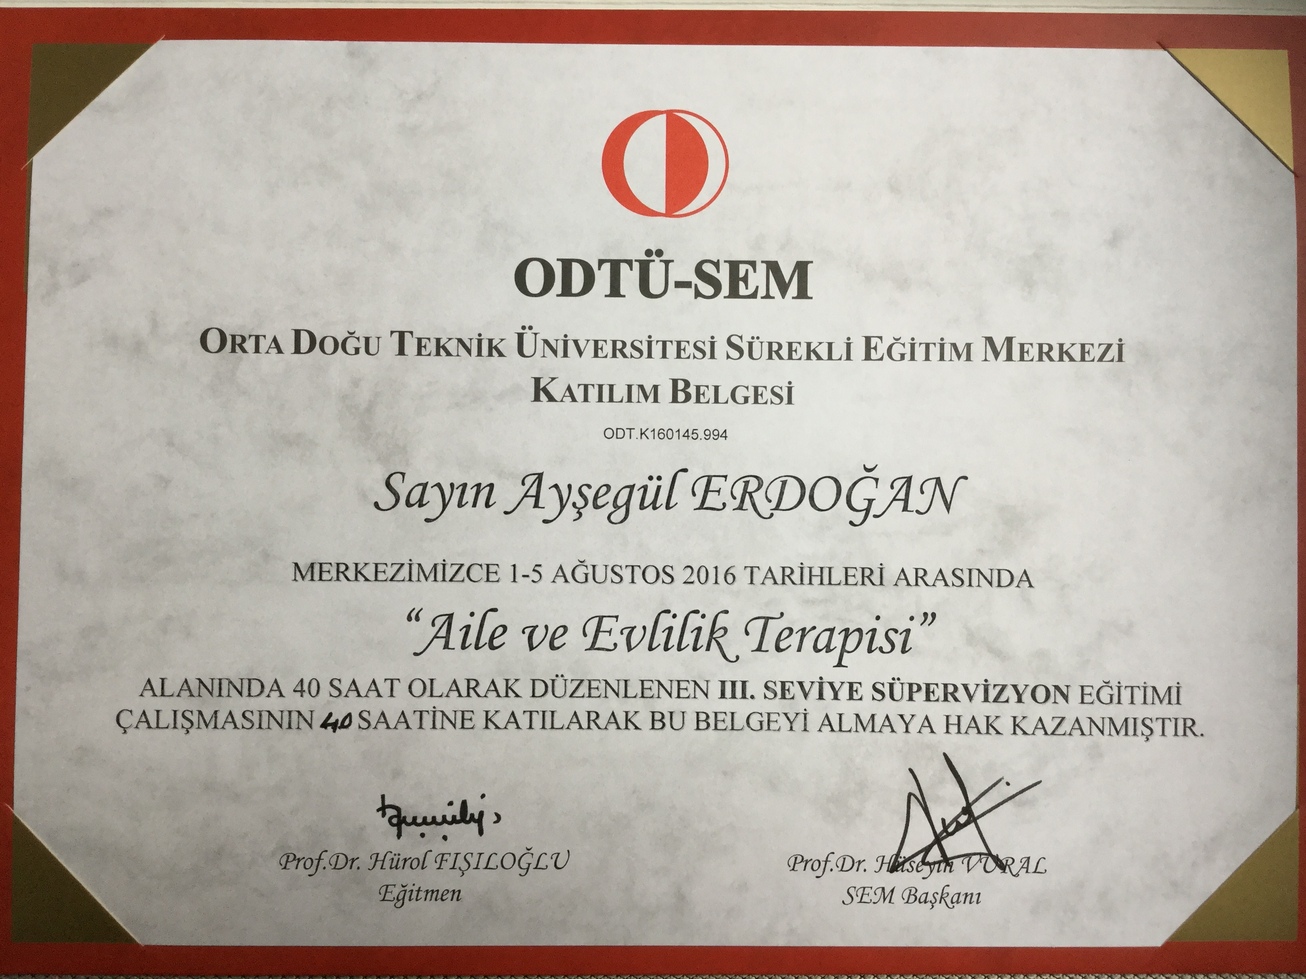 ODTÜ-SEM
ORTA DOĞU TEKNİK ÜNİVERSİTESİ SÜREKLİ EĞİTİM MERKEZİ
KATILIM BELGESİ
ODT.K160145.994
Sayın Ayşegül ERDOĞAN
MERKEZİMİZCE 1-5 AĞUSTOS 2016 TARİHLERİ ARASINDA
“Aile ve Evlilik Terapisi”
ALANINDA 40 SAAT OLARAK DÜZENLENEN III. SEVİYE SÜPERVİZYON EĞİTİMİ
ÇALIŞMASININ 40 SAATİNE KATILARAK BU BELGEYİ ALMAYA HAK KAZANMIŞTIR.
Prof.Dr. Hürol FIŞILOĞLU
Eğitmen
Prof.Dr. Hüseyin VURAL
SEM Başkanı